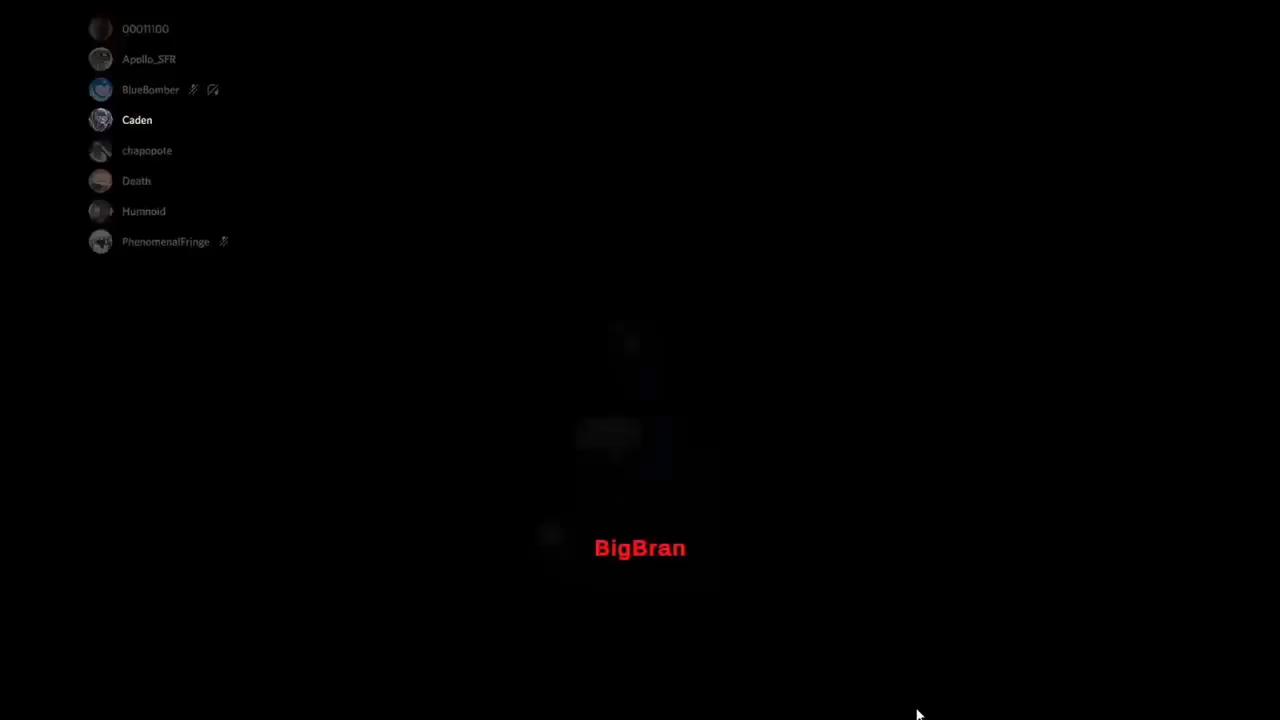 00011100
Apollo_SFR
BlueBomber
Caden
chapopote
Death
Humnoid
PhenomenalFringe
BigBran